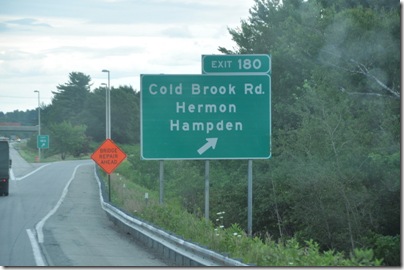 EXIT 180
Cold Brook Rd.
Hermon
Hampden
BRIDGE
REPAIR
AHEAD